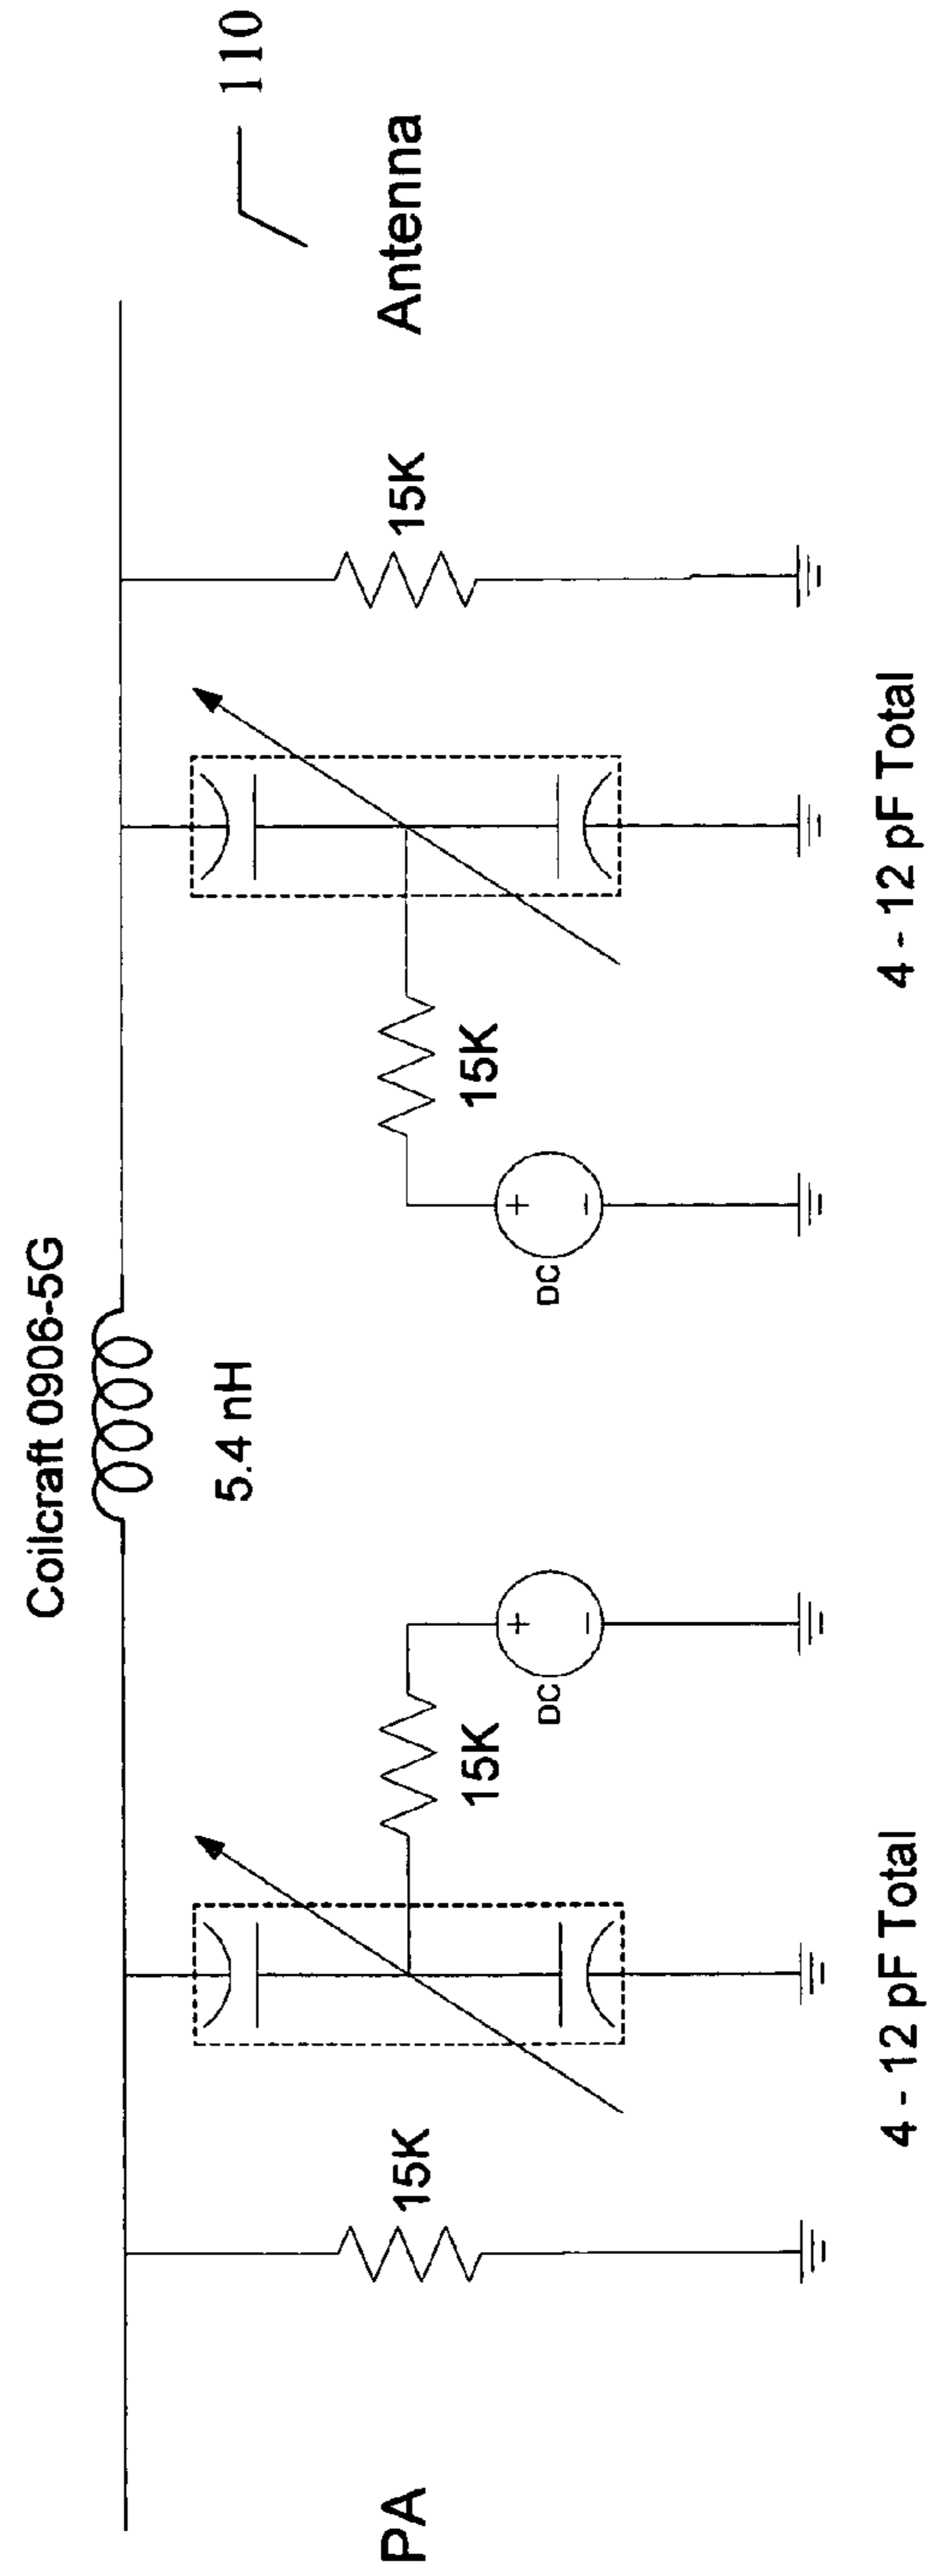 Coilcraft 0906-5G
5.4 nH
110
PA
Antenna
15K
15K
15K
15K
+
-
DC
+
-
DC
4 - 12 pF Total
4 - 12 pF Total